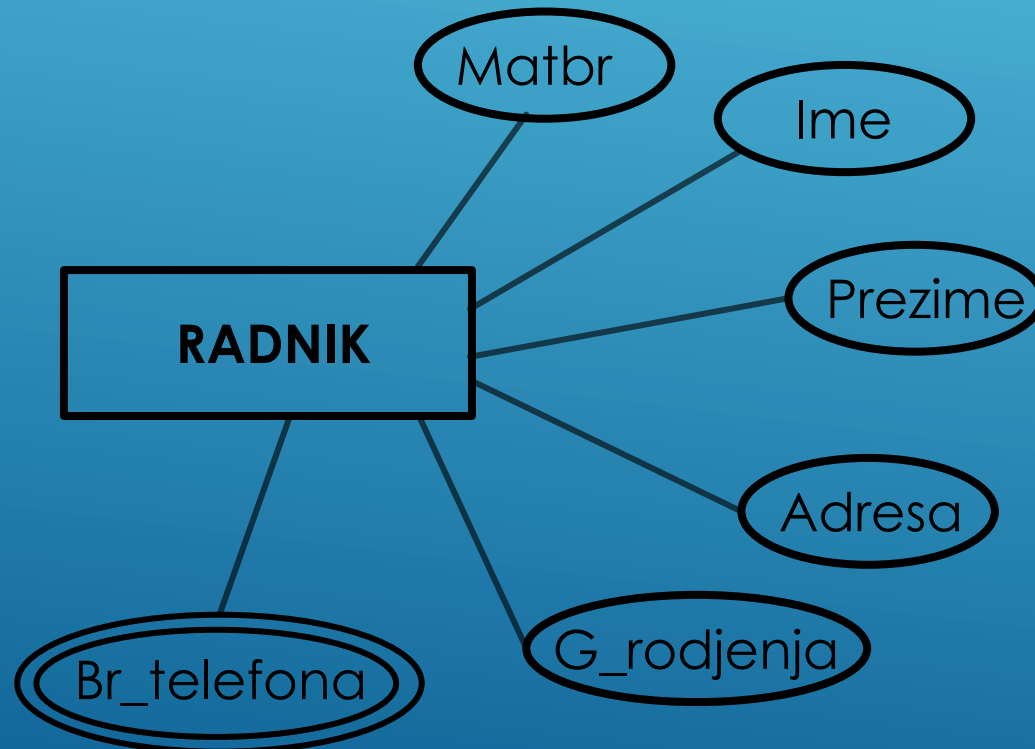 Matbr
Ime
Prezime
RADNIK
Adresa
G_rodjenja
Br_telefona